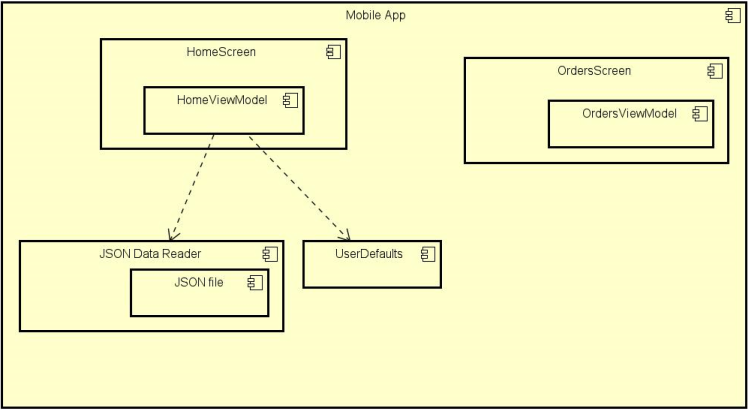 Mobile App
HomeScreen
HomeViewModel
OrdersScreen
OrdersViewModel
JSON Data Reader
JSON file
UserDefaults